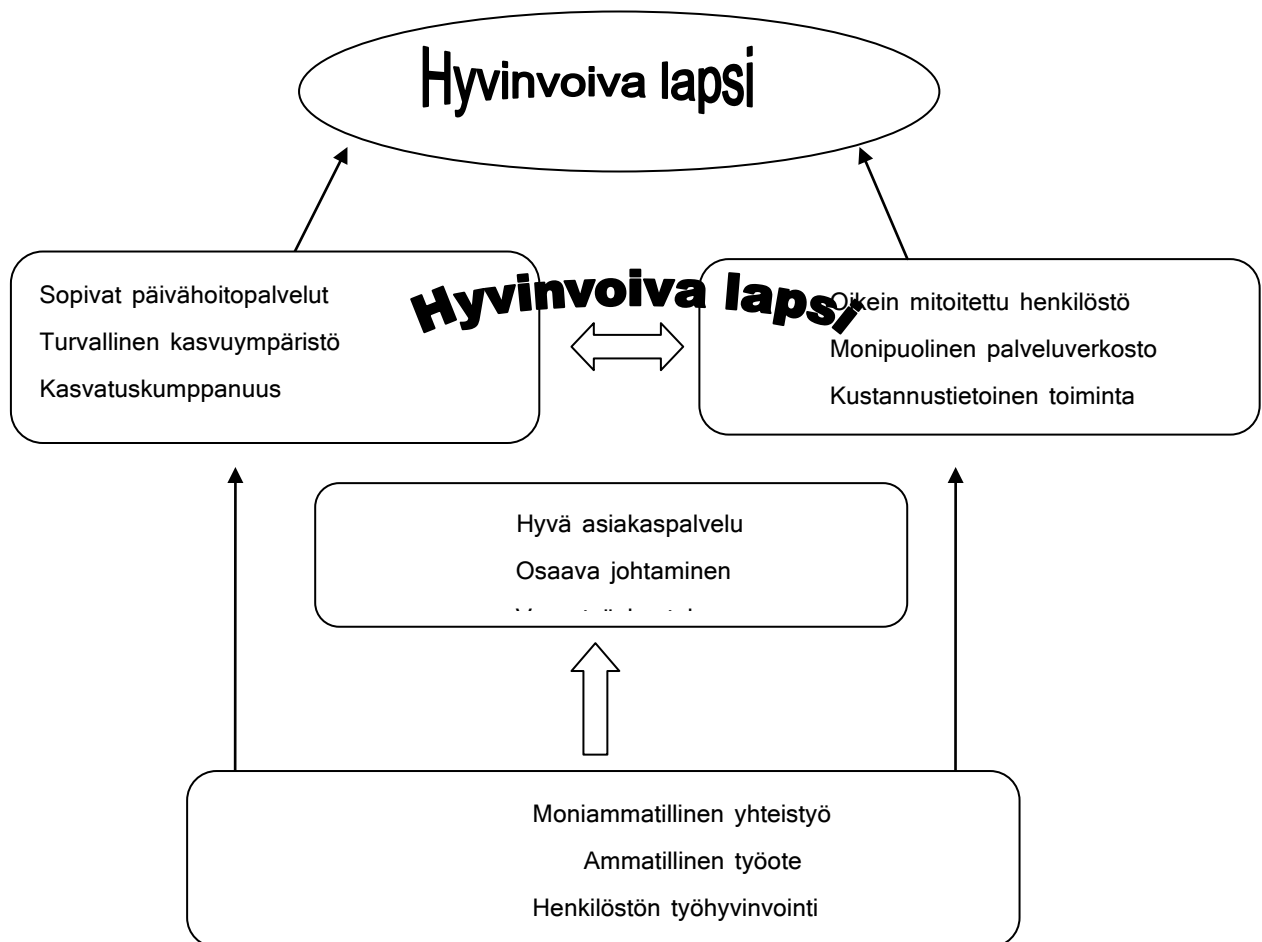 Hyvinvoiva lapsi
Hyvinvoiva lapsi
Sopivat päivähoitopalvelut
Turvallinen kasvuympäristö
Kasvatuskumppanuus
Oikein mitoitettu henkilöstö
Monipuolinen palveluverkosto
Kustannustietoinen toiminta
Hyvä asiakaspalvelu
Osaava johtaminen
Moniammatillinen yhteistyö
Ammatillinen työote
Henkilöstön työhyvinvointi